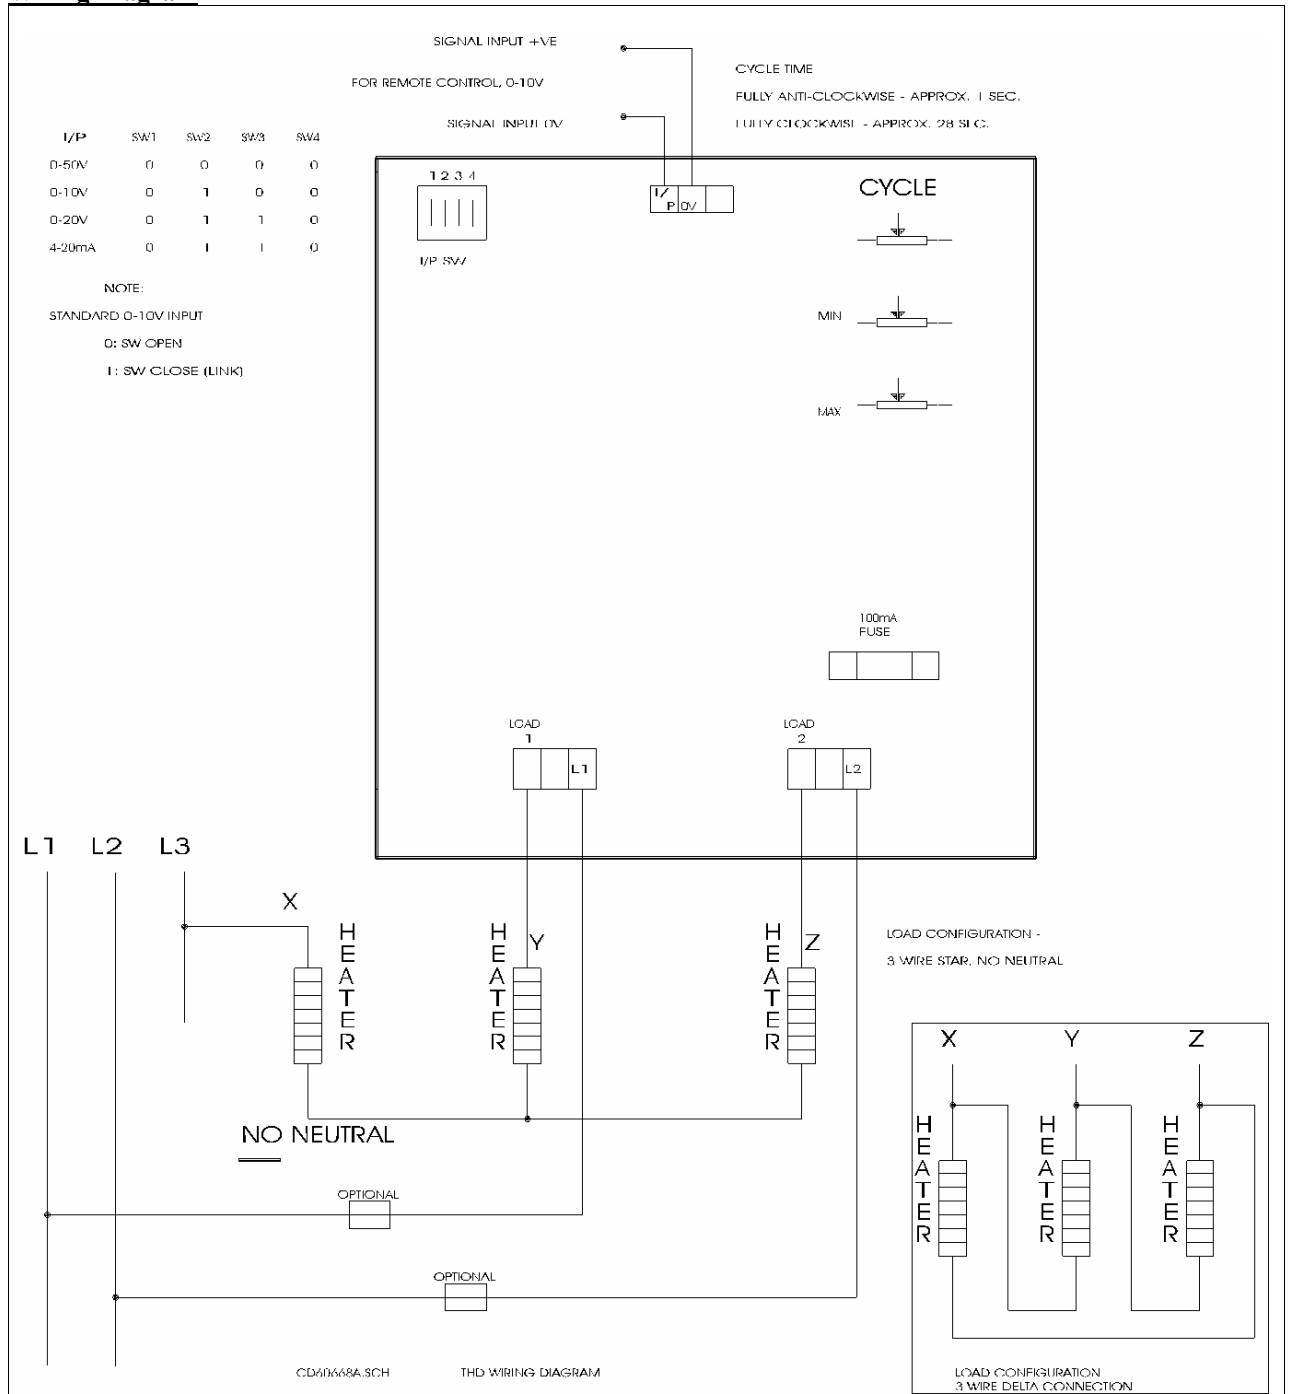 SIGNAL INPUT +VE
FOR REMOTE CONTROL, 0-10V
SIGNAL INPUT 0V
CYCLE TIME
FULLY ANTI-CLOCKWISE - APPROX. 1 SEC.
FULLY CLOCKWISE - APPROX. 28 SEC.
I/P SW1 SW2 SW3 SW4
0-50V 0 0 0 0
0-10V 0 1 0 0
0-20V 0 1 1 0
4-20mA 0 1 1 0
NOTE:
STANDARD 0-10V INPUT
0: SW OPEN
1: SW CLOSE (LINK)
1 2 3 4
I/P SW
I/
P 0V
CYCLE
MIN
MAX
100mA
FUSE
LOAD
1
L1
LOAD
2
L2
L1 L2 L3
X
HEATER
Y
HEATER
Z
HEATER
NO NEUTRAL
LOAD CONFIGURATION -
3 WIRE STAR, NO NEUTRAL
OPTIONAL
OPTIONAL
X Y Z
HEATER
HEATER
HEATER
LOAD CONFIGURATION
3 WIRE DELTA CONNECTION
CD60668A.SCH THD WIRING DIAGRAM